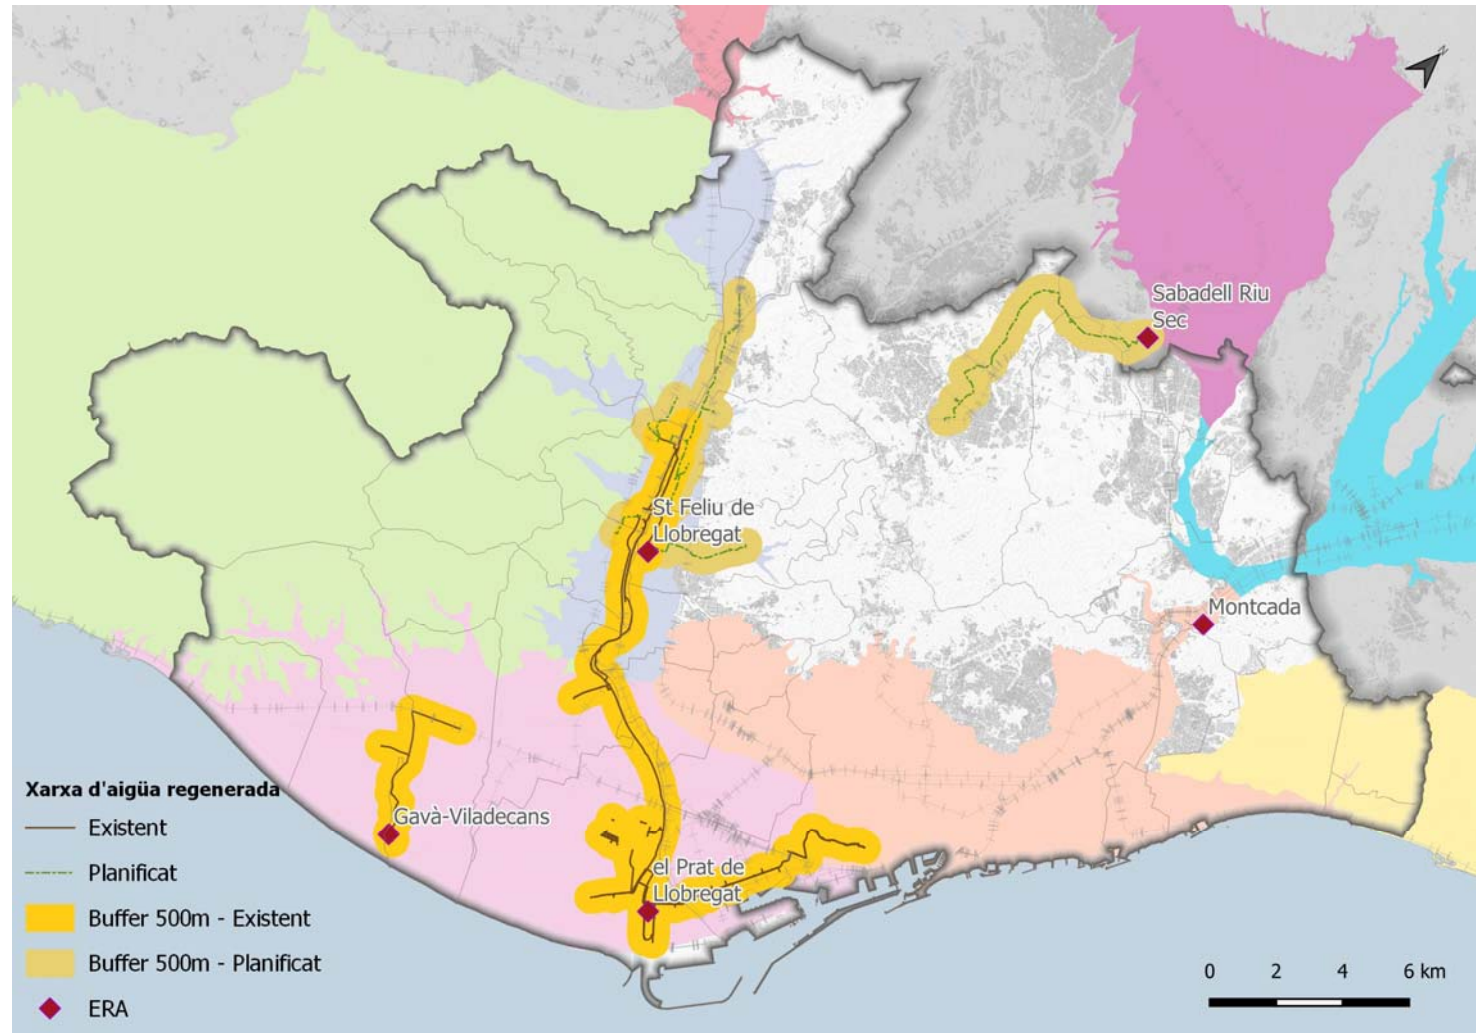 Sabadell Riu
Sec
St Feliu de
Llobregat
Montcada
Gavà-Viladecans
el Prat de
Llobregat
Xarxa d'aigüa regenerada
Existent
Planificat
Buffer 500m - Existent
Buffer 500m - Planificat
ERA
0 2 4 6 km